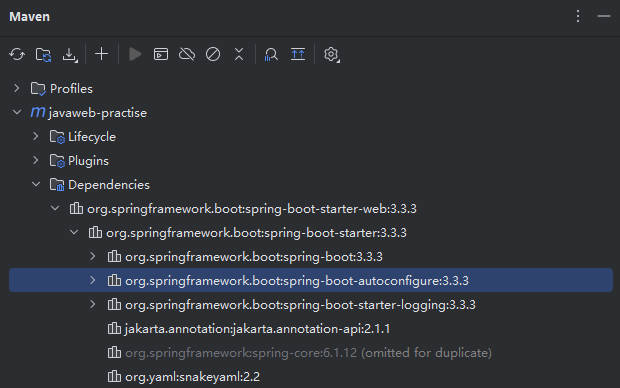 Maven
Profiles
m javaweb-practise
Lifecycle
Plugins
Dependencies
org.springframework.boot:spring-boot-starter-web:3.3.3
org.springframework.boot:spring-boot-starter:3.3.3
org.springframework.boot:spring-boot:3.3.3
org.springframework.boot:spring-boot-autoconfigure:3.3.3
org.springframework.boot:spring-boot-starter-logging:3.3.3
jakarta.annotation:jakarta.annotation-api:2.1.1
org.springframework:spring-core:6.1.12 (omitted for duplicate)
org.yaml:snakeyaml:2.2